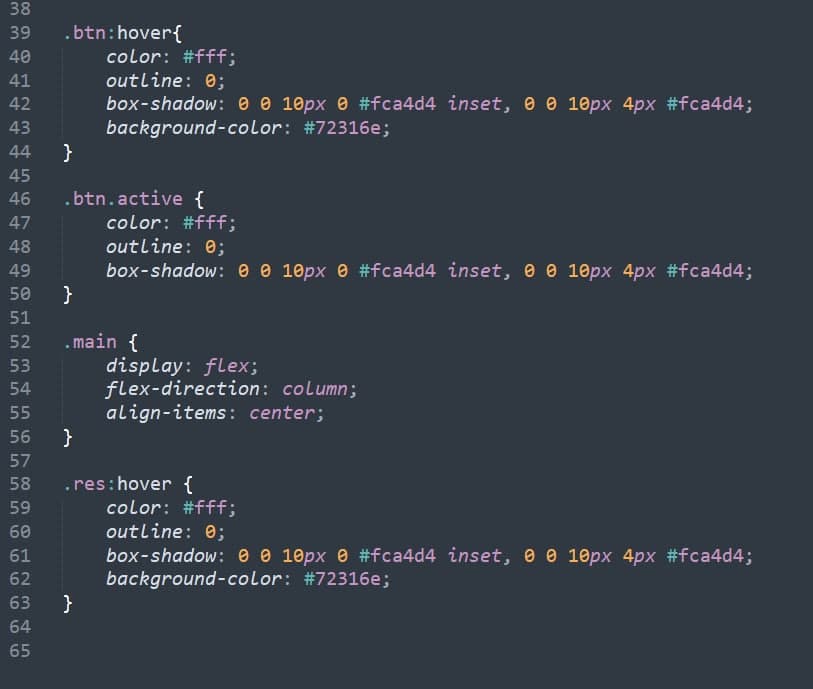 38
39 .btn:hover{
40 color: #fff;
41 outline: 0;
42 box-shadow: 0 0 10px 0 #fca4d4 inset, 0 0 10px 4px #fca4d4;
43 background-color: #72316e;
44 }
45
46 .btn.active {
47 color: #fff;
48 outline: 0;
49 box-shadow: 0 0 10px 0 #fca4d4 inset, 0 0 10px 4px #fca4d4;
50 }
51
52 .main {
53 display: flex;
54 flex-direction: column;
55 align-items: center;
56 }
57
58 .res:hover {
59 color: #fff;
60 outline: 0;
61 box-shadow: 0 0 10px 0 #fca4d4 inset, 0 0 10px 4px #fca4d4;
62 background-color: #72316e;
63 }
64
65